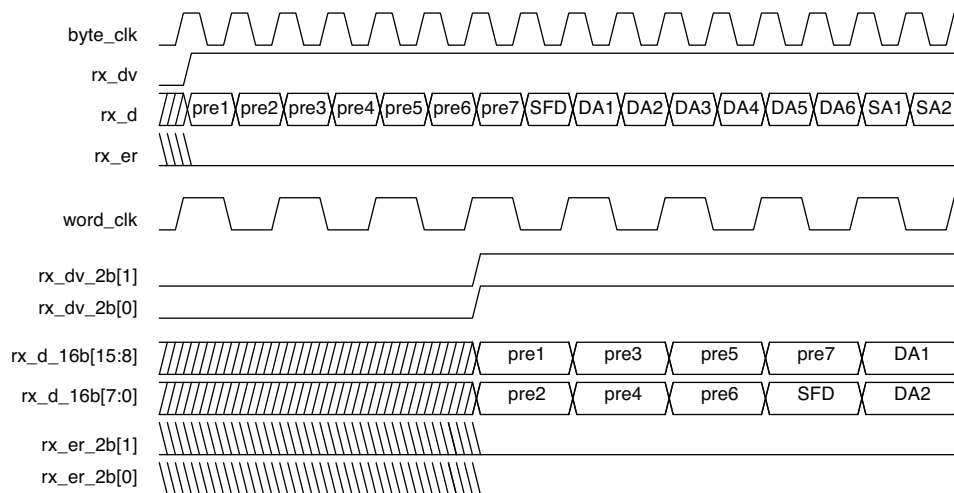 byte_clk
rx_dv
rx_d pre1 pre2 pre3 pre4 pre5 pre6 pre7 SFD DA1 DA2 DA3 DA4 DA5 DA6 SA1 SA2
rx_er
word_clk
rx_dv_2b[1]
rx_dv_2b[0]
rx_d_16b[15:8] pre1 pre3 pre5 pre7 DA1
rx_d_16b[7:0] pre2 pre4 pre6 SFD DA2
rx_er_2b[1]
rx_er_2b[0]